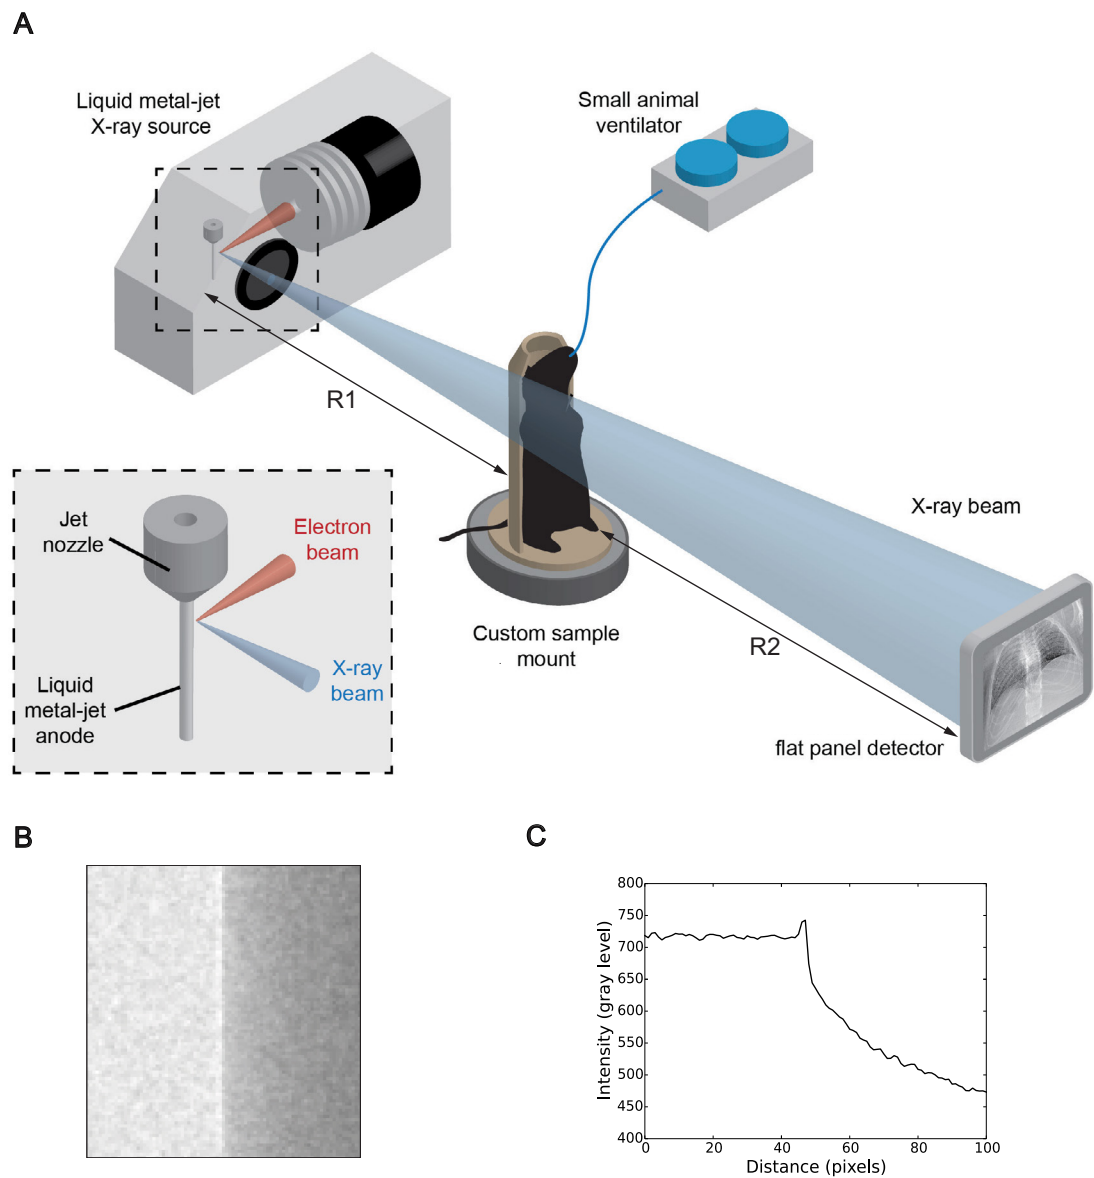 A
Liquid metal-jet
X-ray source
Small animal
ventilator
R1
X-ray beam
Jet
nozzle
Electron
beam
X-ray
beam
Liquid
metal-jet
anode
Custom sample
mount
R2
flat panel detector
B
C
800
750
700
650
600
550
500
450
400
0
20
40
60
80
100
Intensity (gray level)
Distance (pixels)